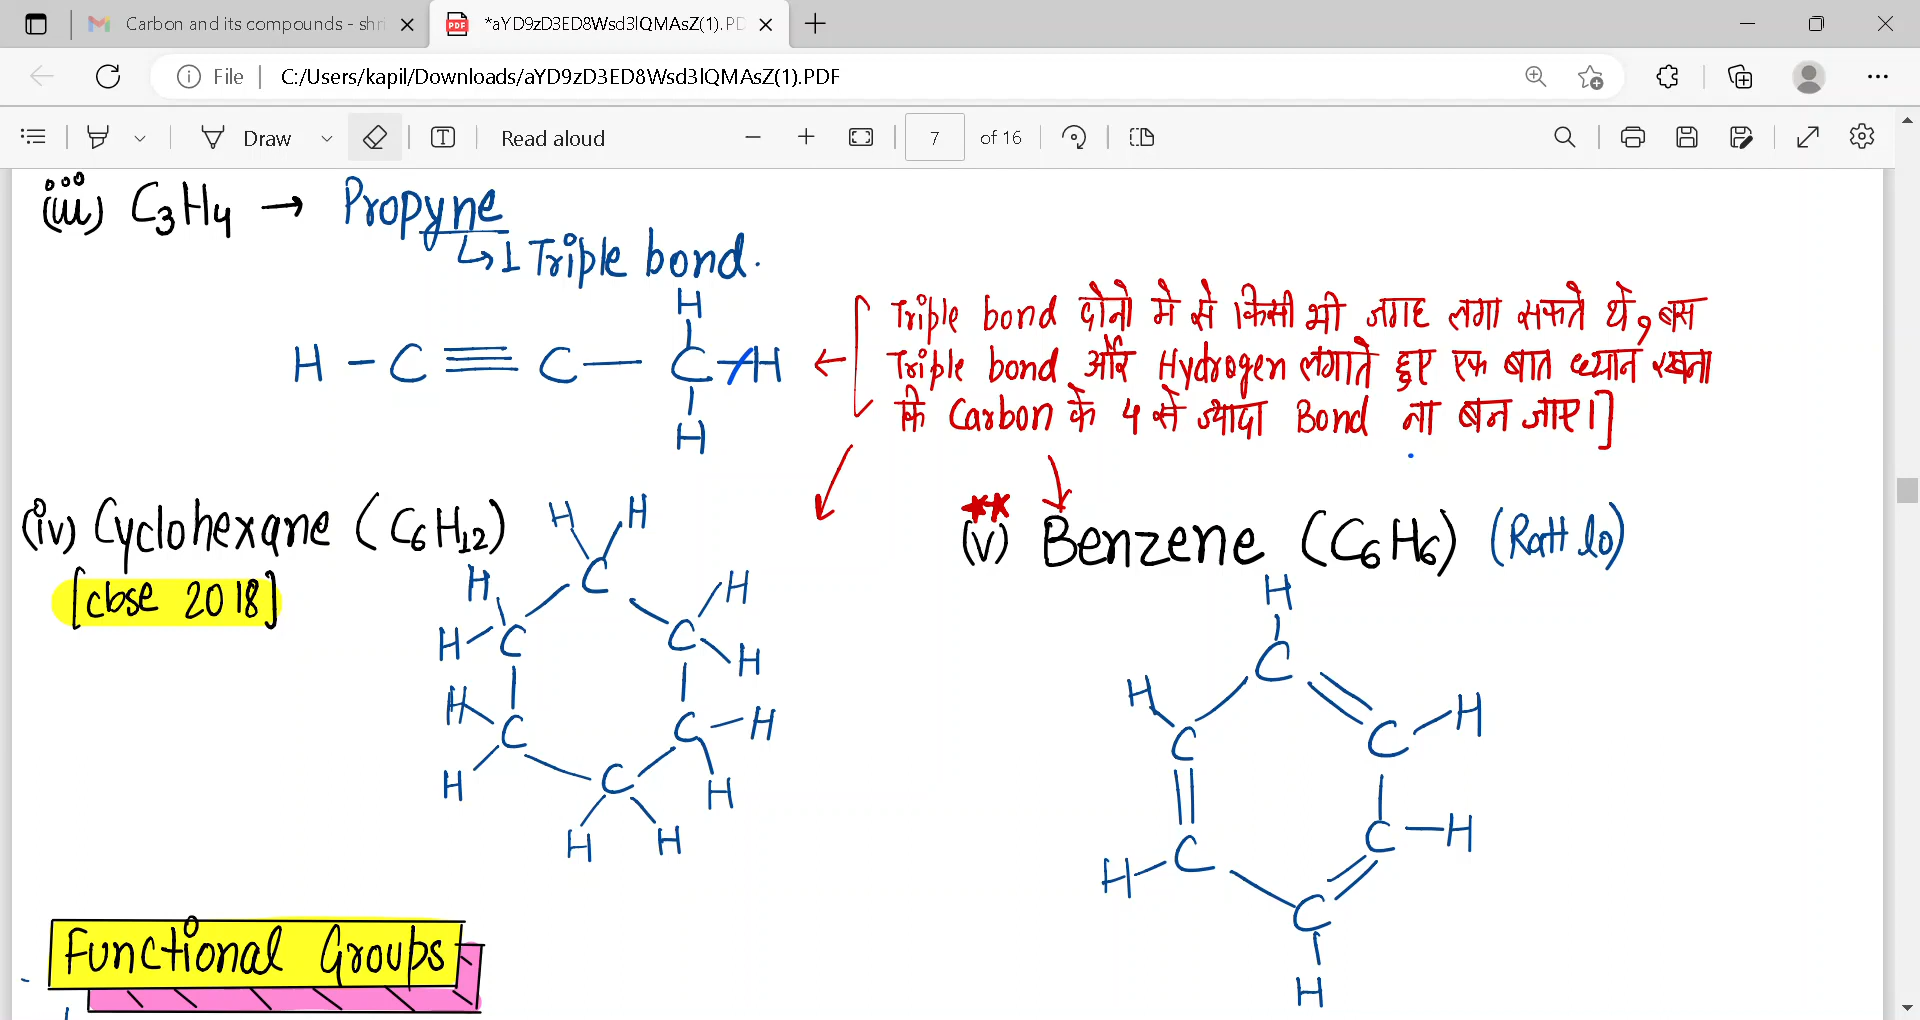 Carbon and its compounds - shri
*aYD9zD3ED8Wsd3lQMAsZ(1).PD
File
C:/Users/kapil/Downloads/aYD9zD3ED8Wsd3lQMAsZ(1).PDF
Draw
Read aloud
7 of 16
(iii) C₃H₄ → Propyne
↳ 1 Triple bond.
H
H - C ≡ C - C - H
H
← [Triple bond दोनो मे से किसी भी जगह लगा सकते थे, बस
Triple bond और Hydrogen लगाते हुए एक बात ध्यान रखना
कि Carbon के 4 से ज्यादा Bond ना बन जाए।]
(iv) Cyclohexane (C₆H₁₂)
[cbse 2018]
H H
H C H
H C C H
H C C H
H C H
H H
**
(v) Benzene (C₆H₆) (Ratt lo)
H
C
H C C H
H C C H
C
H
Functional Groups